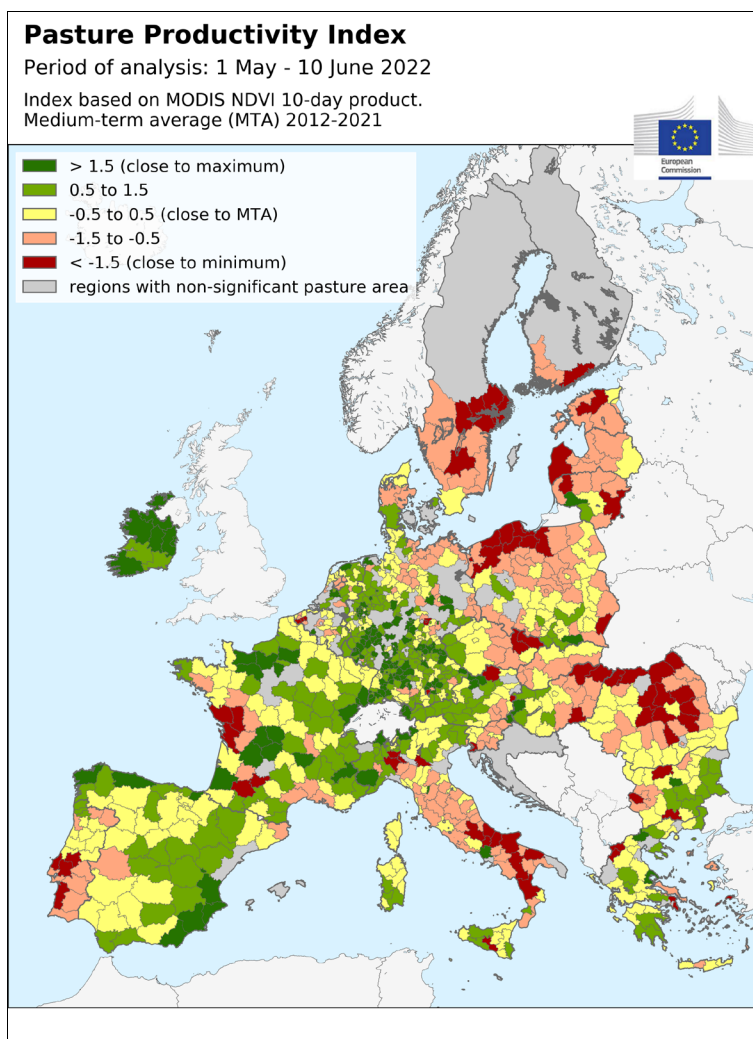 Pasture Productivity Index
Period of analysis: 1 May - 10 June 2022
Index based on MODIS NDVI 10-day product.
Medium-term average (MTA) 2012-2021
European
Commission
> 1.5 (close to maximum)
0.5 to 1.5
-0.5 to 0.5 (close to MTA)
-1.5 to -0.5
< -1.5 (close to minimum)
regions with non-significant pasture area